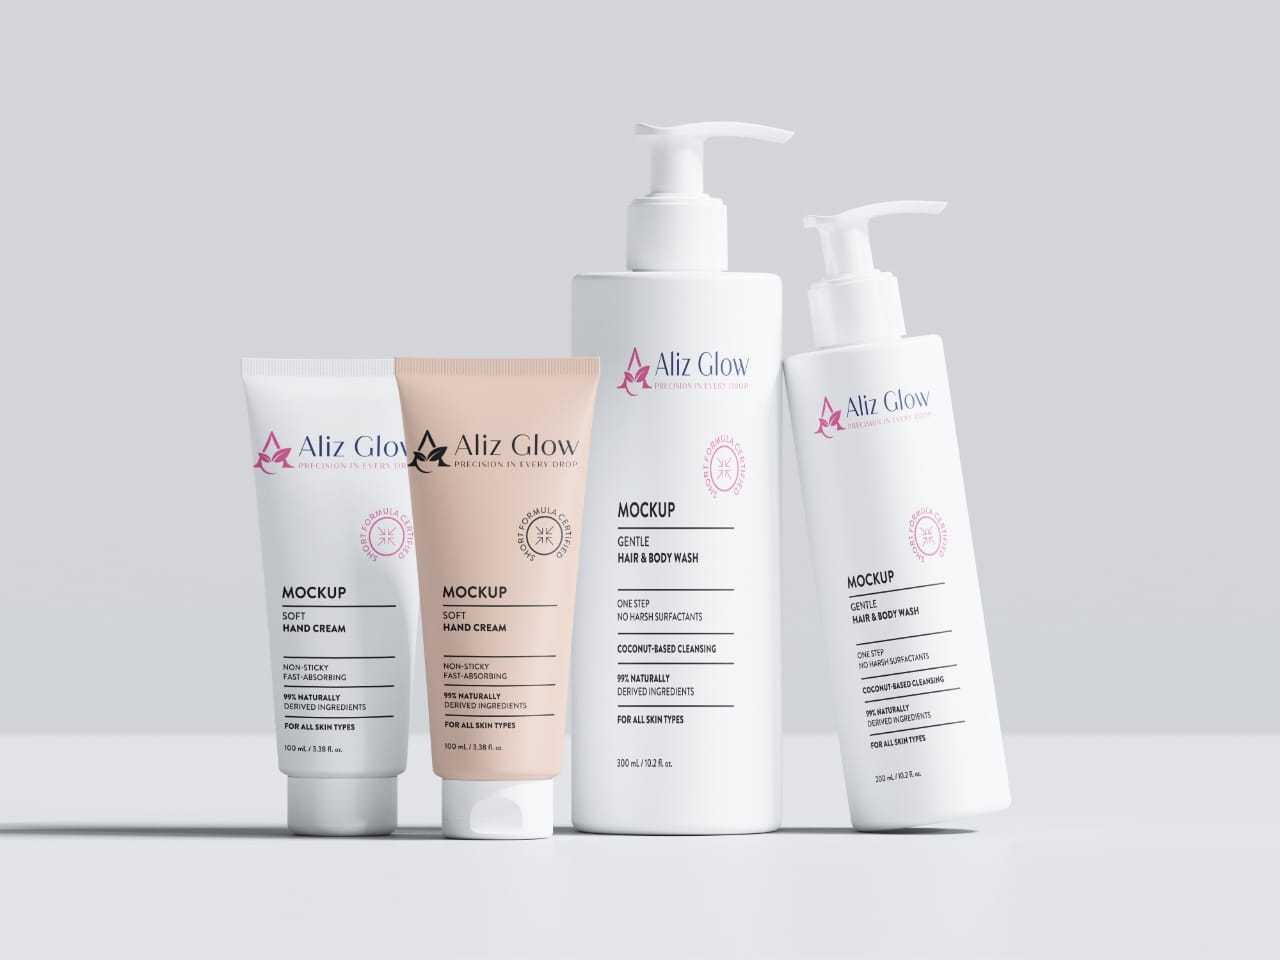 Aliz Glow
PRECISION IN EVERY DROP
SHORT FORMULA CERTIFIED
MOCKUP
SOFT
HAND CREAM
NON-STICKY
FAST-ABSORBING
99% NATURALLY
DERIVED INGREDIENTS
FOR ALL SKIN TYPES
100 mL / 3.38 fl. oz.
Aliz Glow
PRECISION IN EVERY DROP
SHORT FORMULA CERTIFIED
MOCKUP
SOFT
HAND CREAM
NON-STICKY
FAST-ABSORBING
99% NATURALLY
DERIVED INGREDIENTS
FOR ALL SKIN TYPES
100 mL / 3.38 fl. oz.
Aliz Glow
PRECISION IN EVERY DROP
SHORT FORMULA CERTIFIED
MOCKUP
GENTLE
HAIR & BODY WASH
ONE STEP
NO HARSH SURFACTANTS
COCONUT-BASED CLEANSING
99% NATURALLY
DERIVED INGREDIENTS
FOR ALL SKIN TYPES
300 mL / 10.2 fl. oz.
Aliz Glow
PRECISION IN EVERY DROP
SHORT FORMULA CERTIFIED
MOCKUP
GENTLE
HAIR & BODY WASH
ONE STEP
NO HARSH SURFACTANTS
COCONUT-BASED CLEANSING
99% NATURALLY
DERIVED INGREDIENTS
FOR ALL SKIN TYPES
300 mL / 10.2 fl. oz.